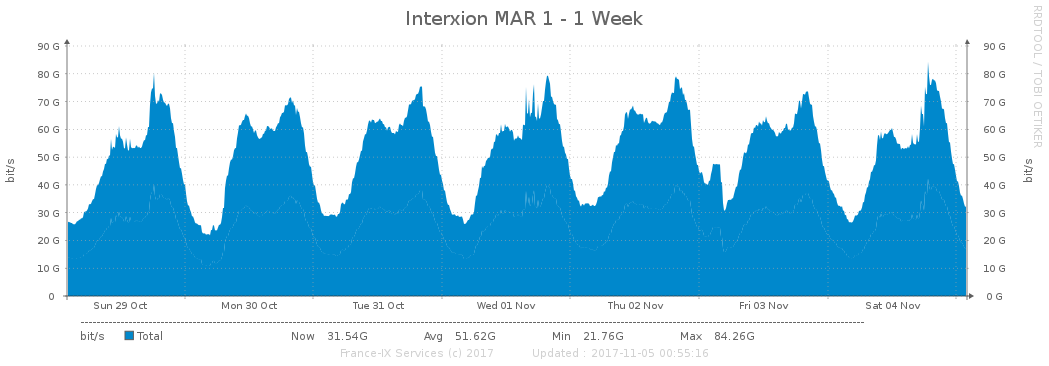 Interxion MAR 1 - 1 Week
RRDTOOL / TOBI OETIKER
bit/s
90 G 90 G
80 G 80 G
70 G 70 G
60 G 60 G
50 G 50 G
40 G 40 G
30 G 30 G
20 G 20 G
10 G 10 G
0 0 G
bit/s
Sun 29 Oct Mon 30 Oct Tue 31 Oct Wed 01 Nov Thu 02 Nov Fri 03 Nov Sat 04 Nov
bit/s Total Now 31.54G Avg 51.62G Min 21.76G Max 84.26G
France-IX Services (c) 2017 Updated : 2017-11-05 00:55:16